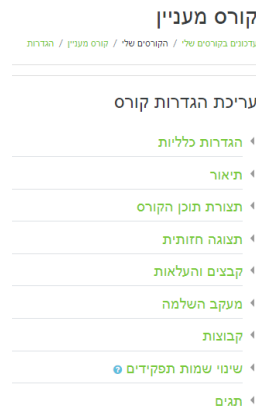 קורס מעניין
עדכונים בקורסים שלי / הקורסים שלי / קורס מעניין / הגדרות
עריכת הגדרות קורס
הגדרות כלליות
תיאור
תצורת תוכן הקורס
תצוגה חזותית
קבצים והעלאות
מעקב השלמה
קבוצות
שינוי שמות תפקידים
תגים